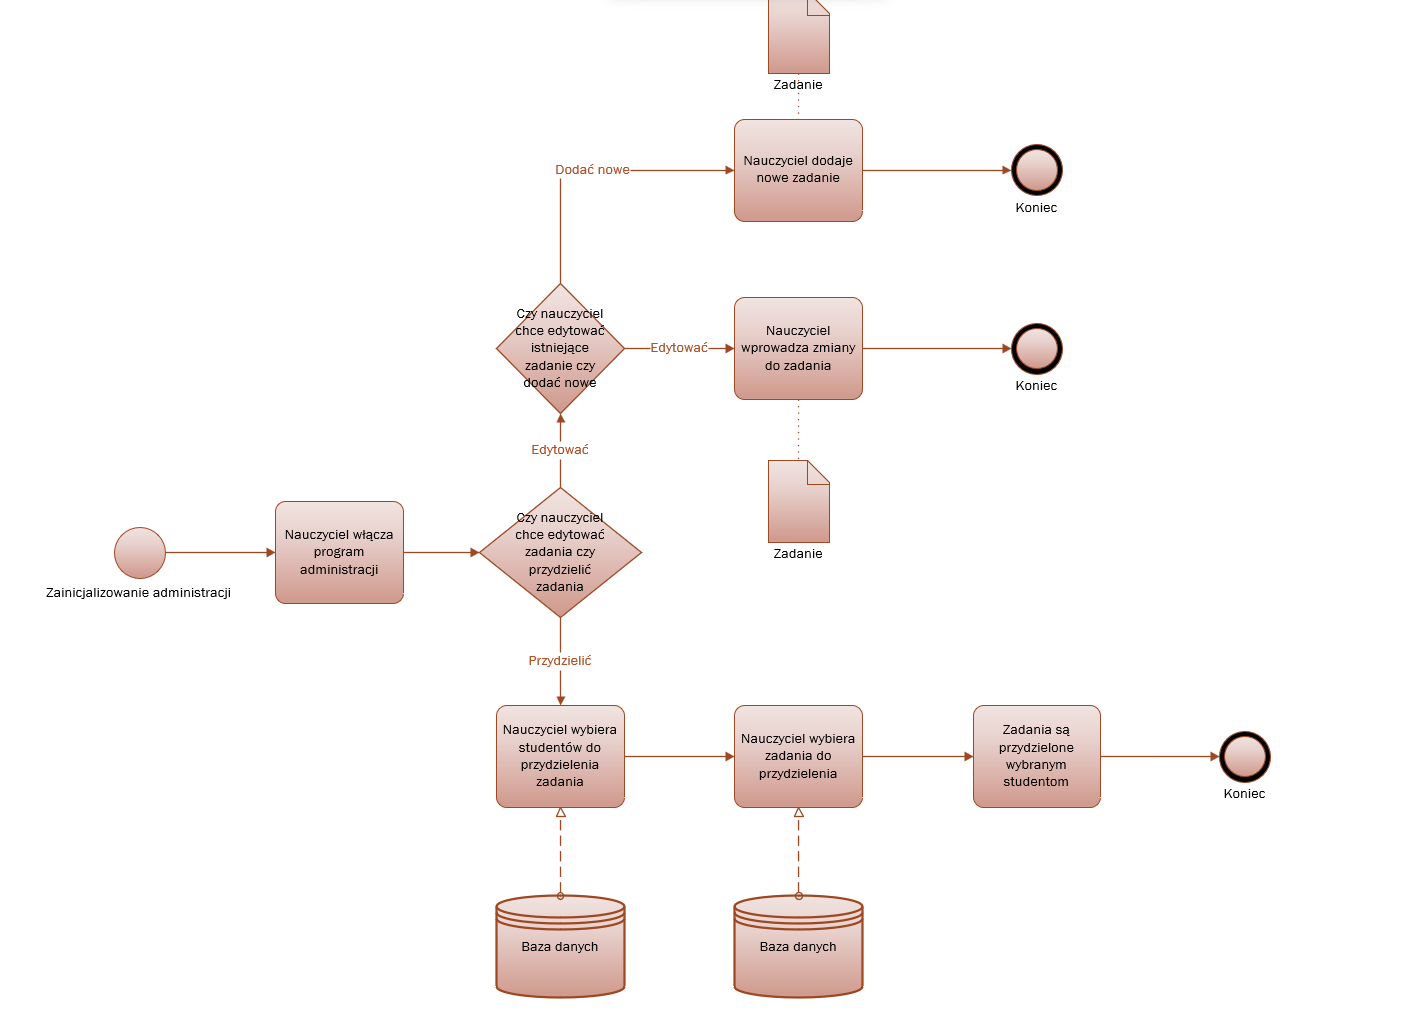 Zadanie
Nauczyciel dodaje
nowe zadanie
Dodać nowe
Koniec
Czy nauczyciel
chce edytować
istniejące
zadanie czy
dodać nowe
Edytować
Nauczyciel
wprowadza zmiany
do zadania
Koniec
Edytować
Zadanie
Zainicjalizowanie administracji
Nauczyciel włącza
program
administracji
Czy nauczyciel
chce edytować
zadania czy
przydzielić
zadania
Przydzielić
Nauczyciel wybiera
studentów do
przydzielenia
zadania
Nauczyciel wybiera
zadania do
przydzielenia
Zadania są
przydzielone
wybranym
studentom
Koniec
Baza danych
Baza danych